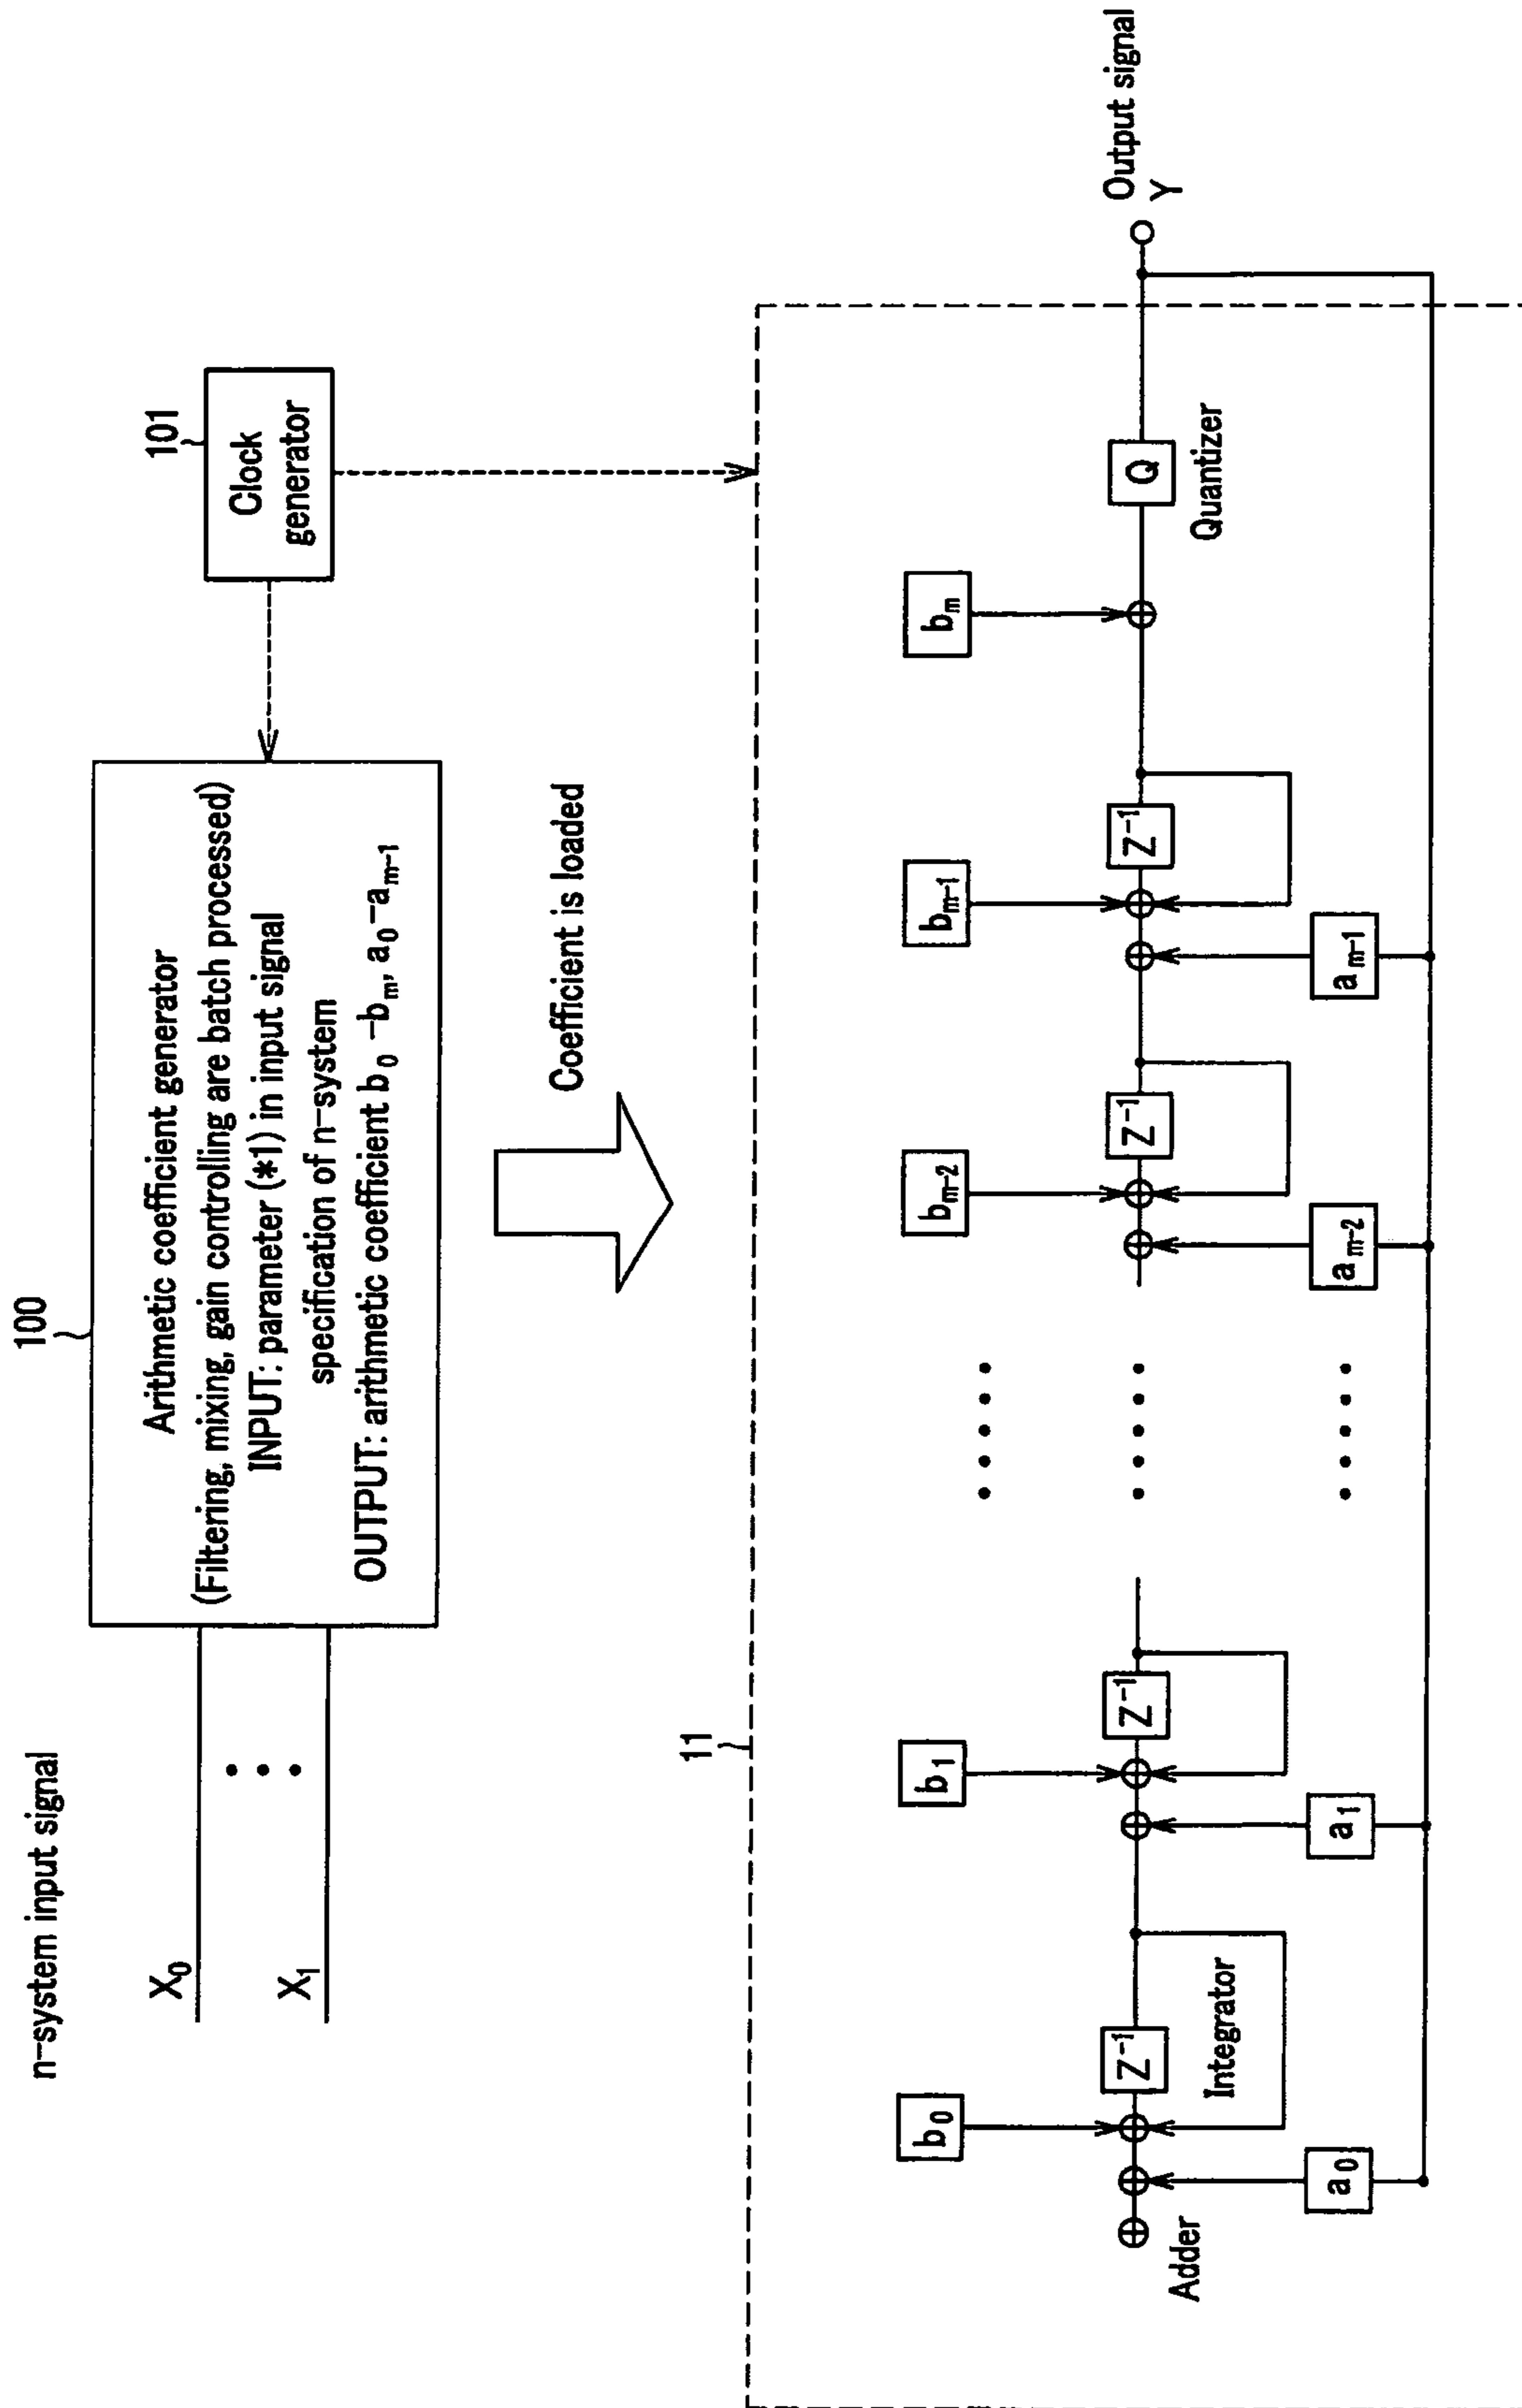 n-system input signal
X0
X1
100
Arithmetic coefficient generator
(Filtering, mixing, gain controlling are batch processed)
INPUT: parameter (*1) in input signal
specification of n-system
OUTPUT: arithmetic coefficient b0 -bm, a0-am-1
101
Clock
generator
Coefficient is loaded
11
b0
b1
bm-2
bm-1
bm
Adder
Z-1
Integrator
Z-1
Z-1
Z-1
Q
Quantizer
Output signal
Y
a0
a1
am-2
am-1